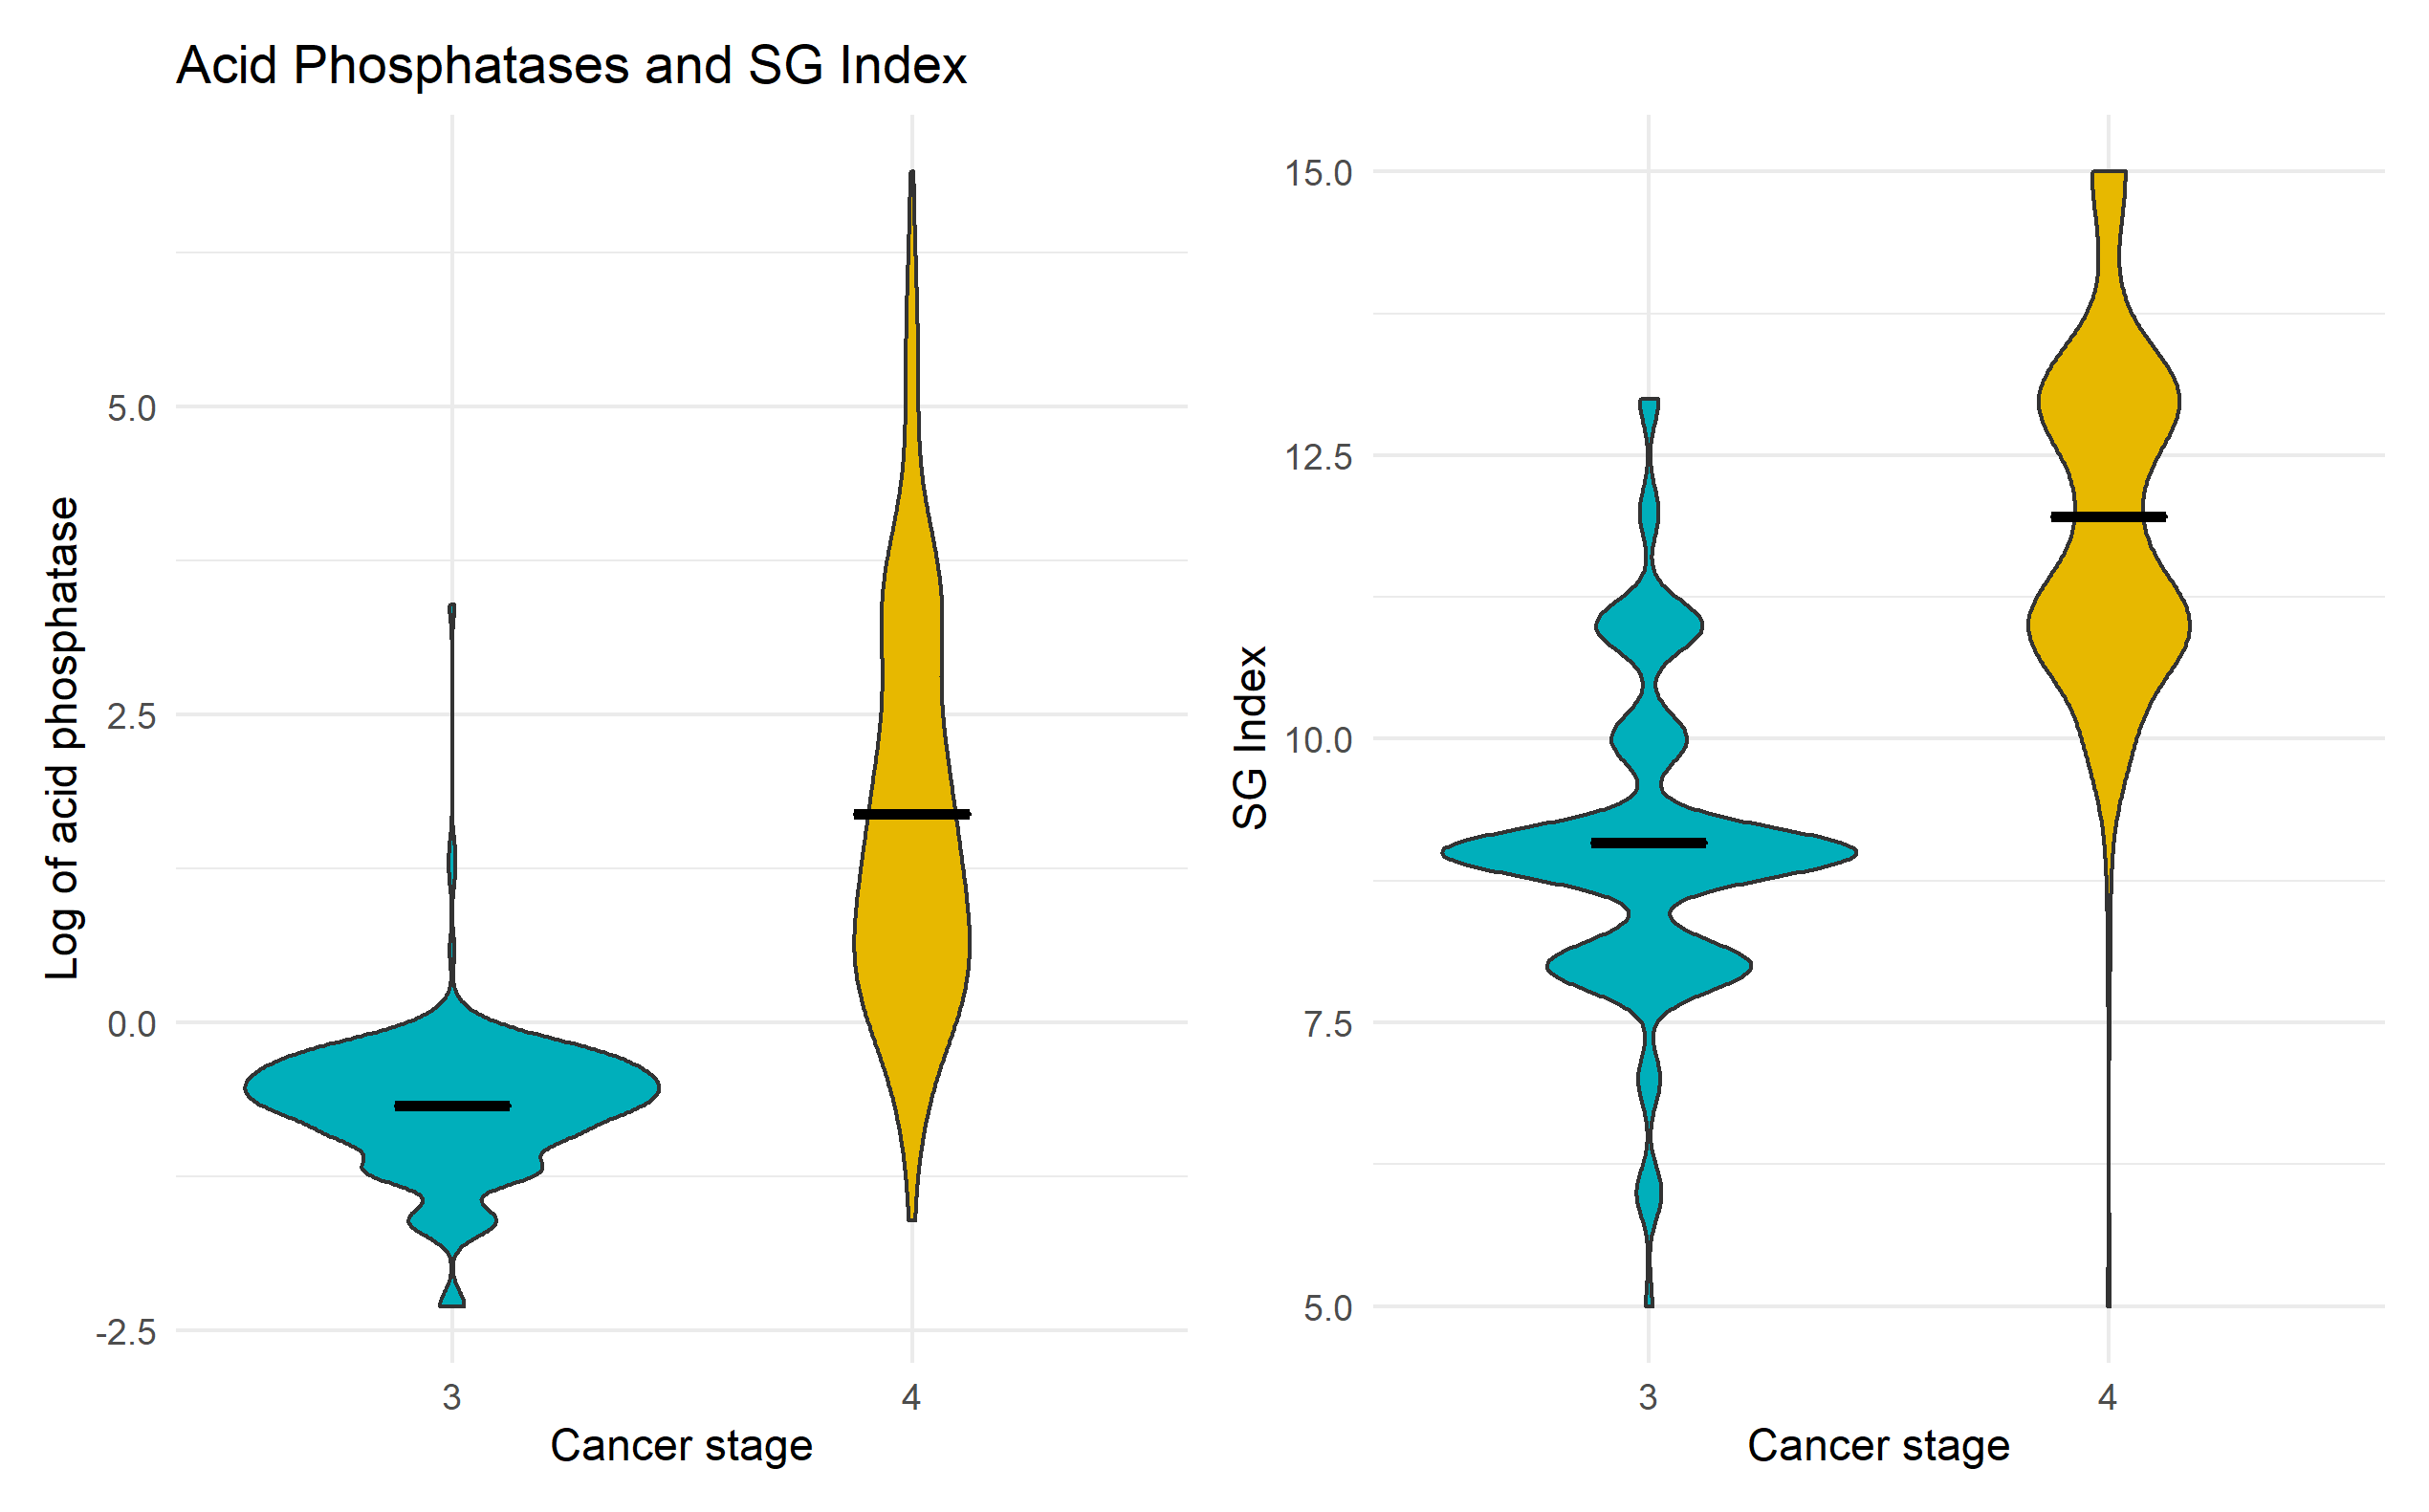 Acid Phosphatases and SG Index
Log of acid phosphatase
5.0
2.5
0.0
-2.5
3
4
Cancer stage
SG Index
15.0
12.5
10.0
7.5
5.0
3
4
Cancer stage